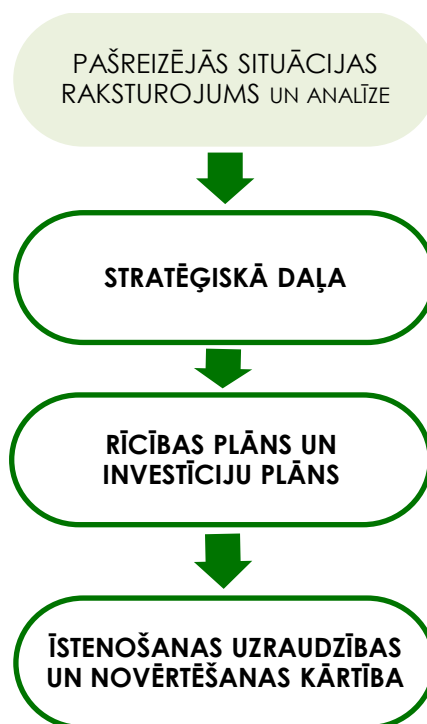 PAŠREIZĒJĀS SITUĀCIJAS
RAKSTUROJUMS UN ANALĪZE
STRATĒĢISKĀ DAĻA
RĪCĪBAS PLĀNS UN
INVESTĪCIJU PLĀNS
ĪSTENOŠANAS UZRAUDZĪBAS
UN NOVĒRTĒŠANAS KĀRTĪBA